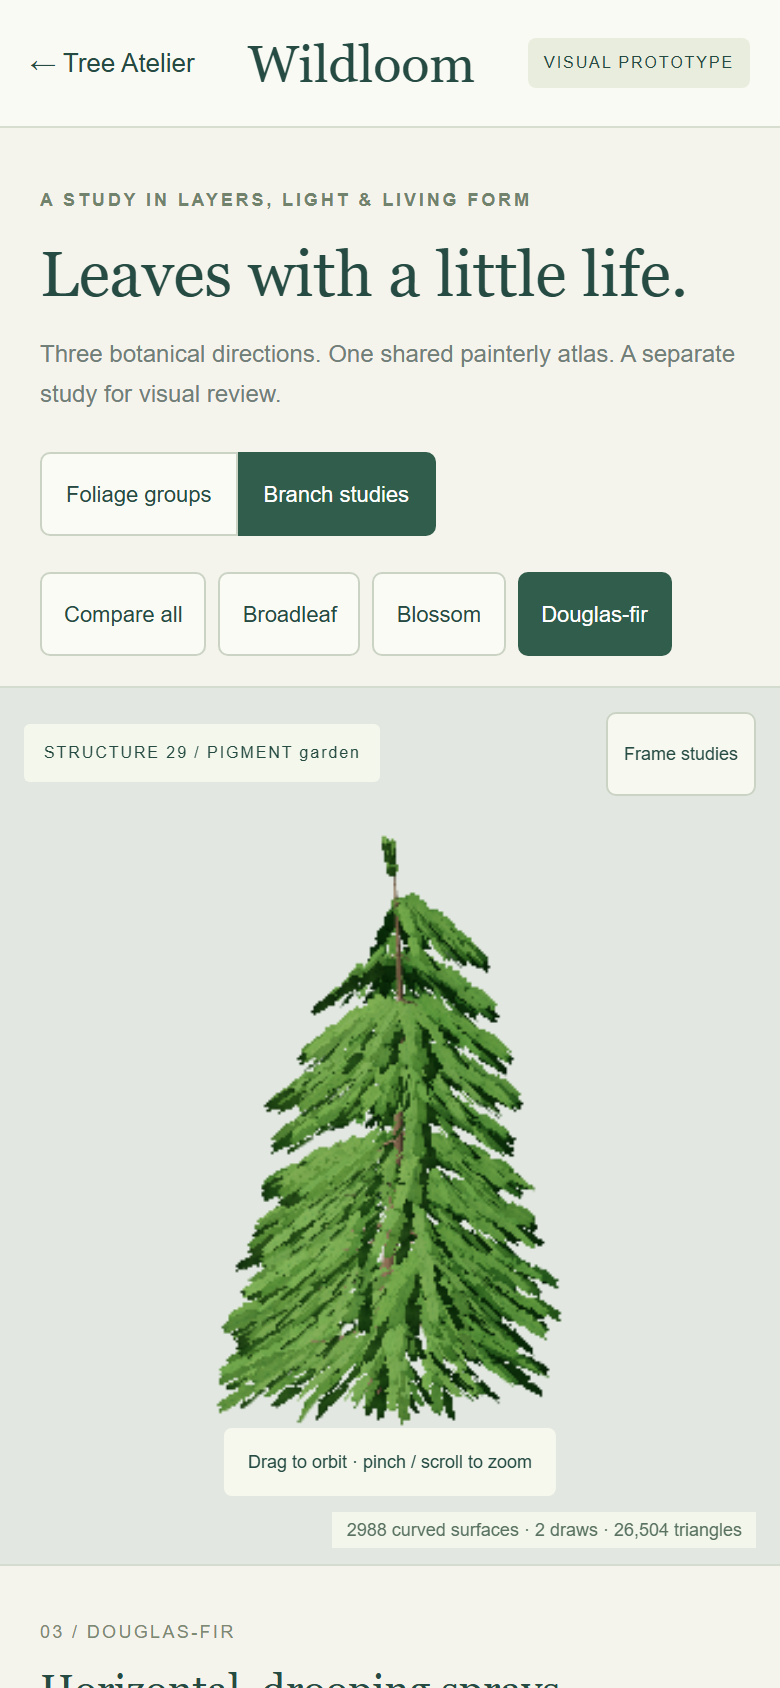 ← Tree Atelier
Wildloom
VISUAL PROTOTYPE
A STUDY IN LAYERS, LIGHT & LIVING FORM
Leaves with a little life.
Three botanical directions. One shared painterly atlas. A separate
study for visual review.
Foliage groups
Branch studies
Compare all
Broadleaf
Blossom
Douglas-fir
STRUCTURE 29 / PIGMENT garden
Frame studies
Drag to orbit · pinch / scroll to zoom
2988 curved surfaces · 2 draws · 26,504 triangles
03 / DOUGLAS-FIR
Horizontal, drooping sprays